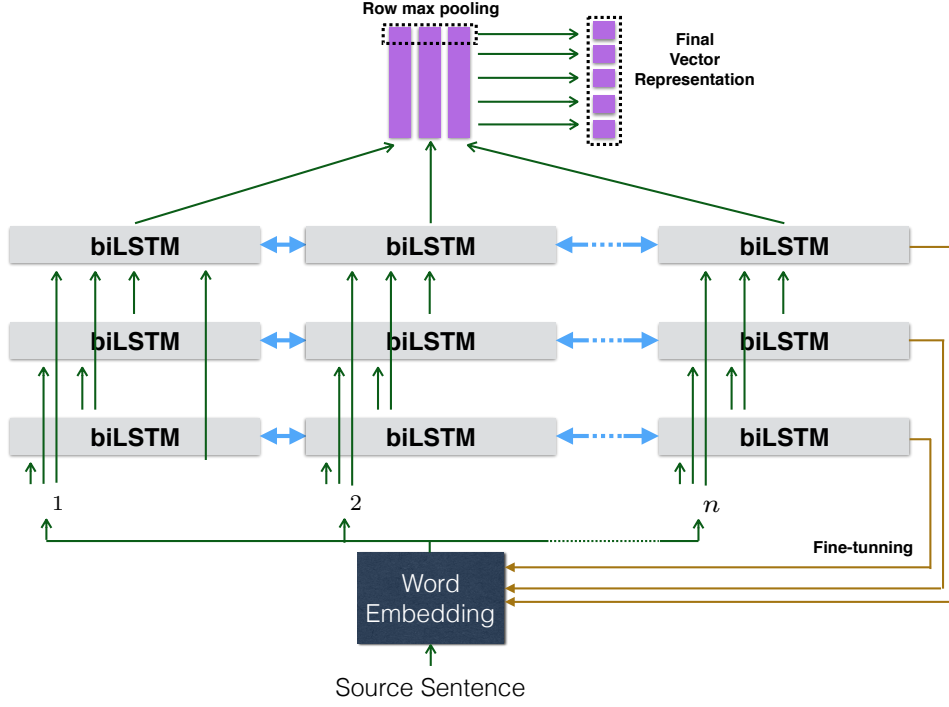 Row max pooling
Final
Vector
Representation
biLSTM
biLSTM
biLSTM
biLSTM
biLSTM
biLSTM
biLSTM
biLSTM
biLSTM
1
2
n
Fine-tunning
Word
Embedding
Source Sentence